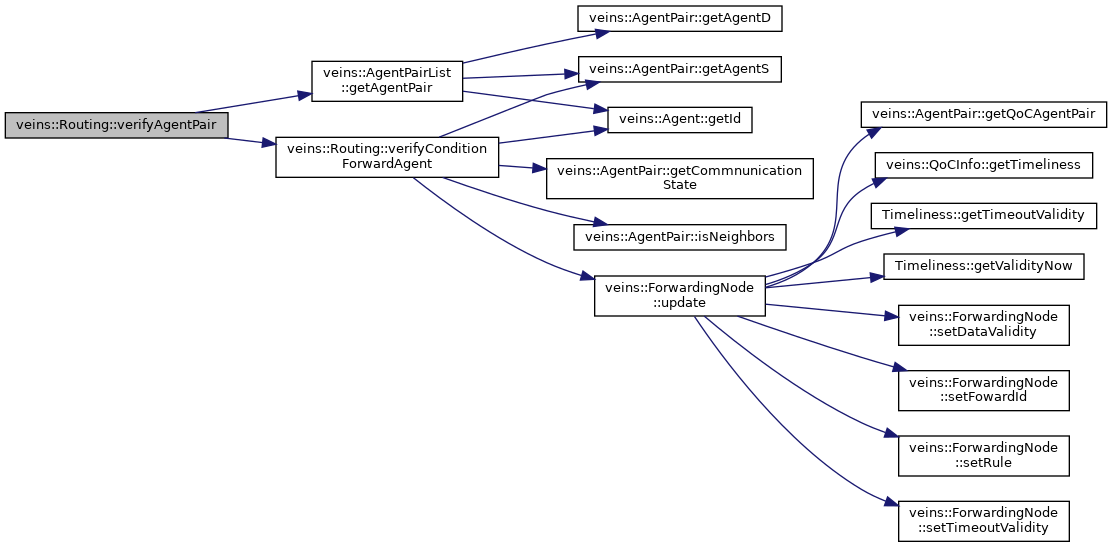 veins::Routing::verifyAgentPair
veins::AgentPairList
::getAgentPair
veins::Routing::verifyCondition
ForwardAgent
veins::AgentPair::getAgentD
veins::AgentPair::getAgentS
veins::Agent::getId
veins::AgentPair::getCommnunication
State
veins::AgentPair::isNeighbors
veins::ForwardingNode
::update
veins::AgentPair::getQoCAgentPair
veins::QoCInfo::getTimeliness
Timeliness::getTimeoutValidity
Timeliness::getValidityNow
veins::ForwardingNode
::setDataValidity
veins::ForwardingNode
::setFowardId
veins::ForwardingNode
::setRule
veins::ForwardingNode
::setTimeoutValidity